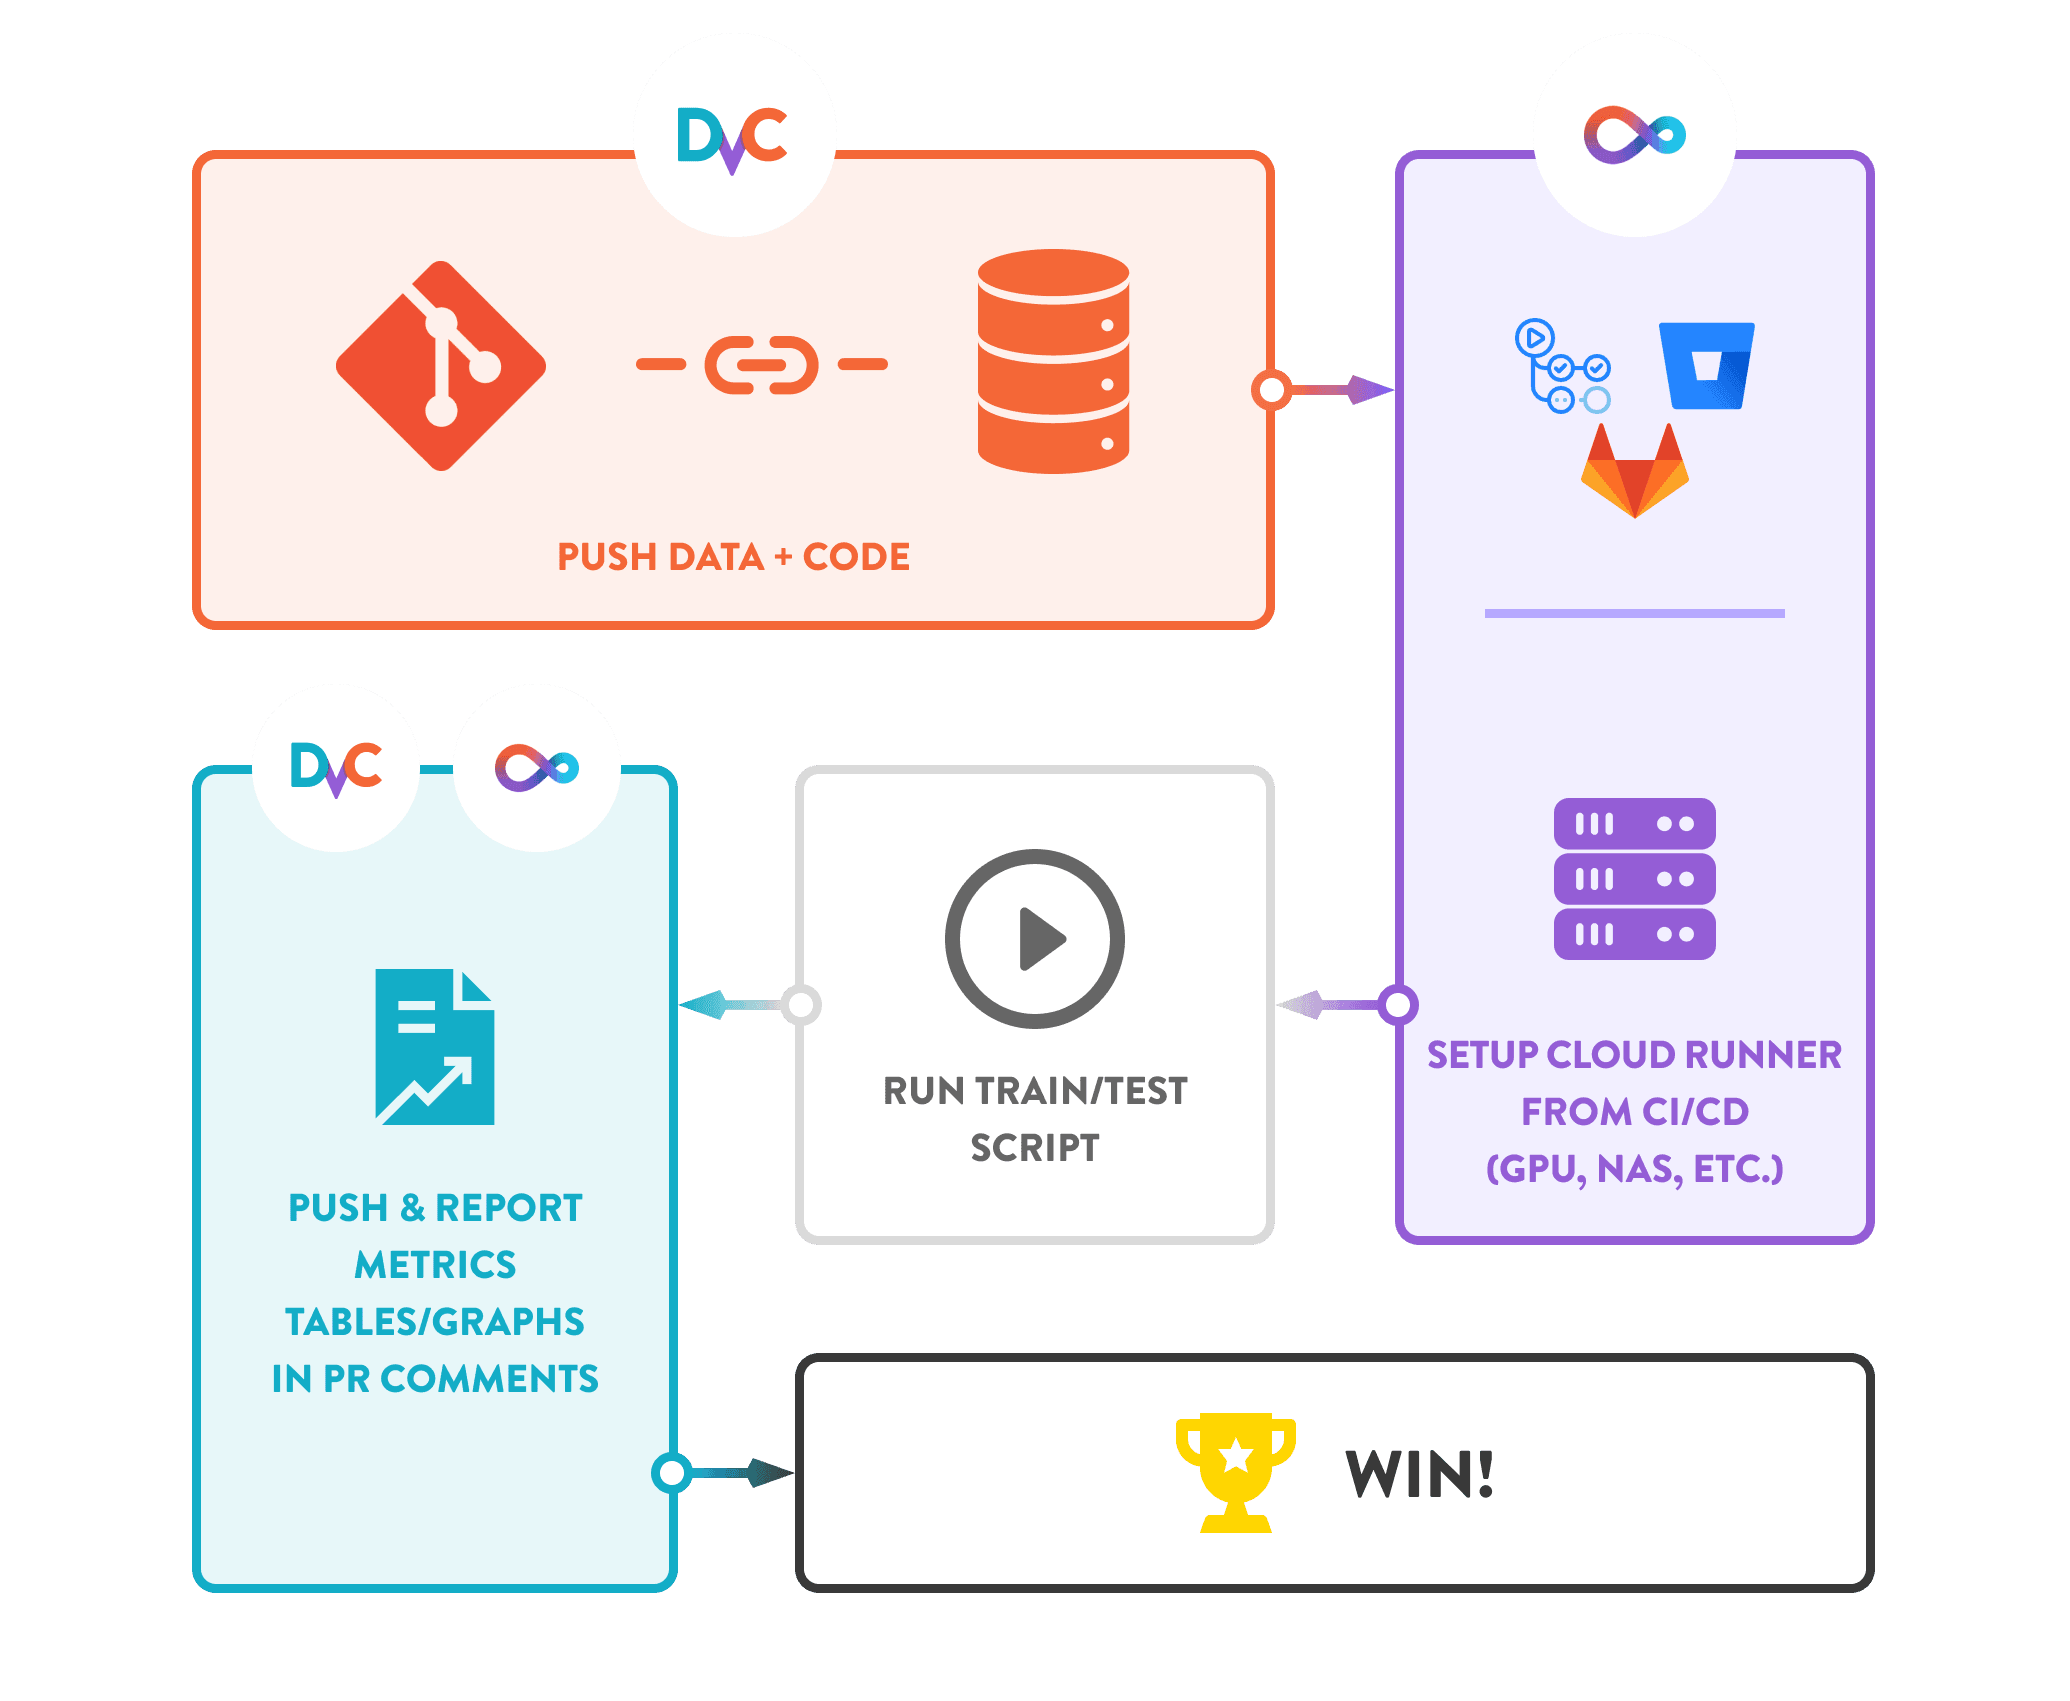 DVC
PUSH DATA + CODE
SETUP CLOUD RUNNER
FROM CI/CD
(GPU, NAS, ETC.)
RUN TRAIN/TEST
SCRIPT
DVC
PUSH & REPORT
METRICS
TABLES/GRAPHS
IN PR COMMENTS
WIN!